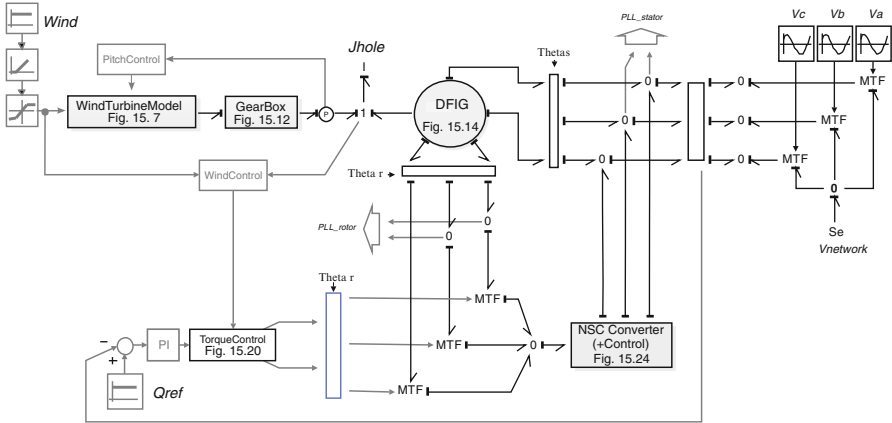 Wind
PitchControl
Jhole
PLL_stator
Vc Vb Va
Thetas
I
WindTurbineModel
Fig. 15. 7
GearBox
Fig. 15.12
P
1
DFIG
Fig. 15.14
0
0
0
0
0
0
MTF
MTF
MTF
0
Se
Vnetwork
WindControl
Theta r
PLL_rotor
0
0
Theta r
MTF
MTF
MTF
0
NSC Converter
(+Control)
Fig. 15.24
−
+
PI
TorqueControl
Fig. 15.20
Qref